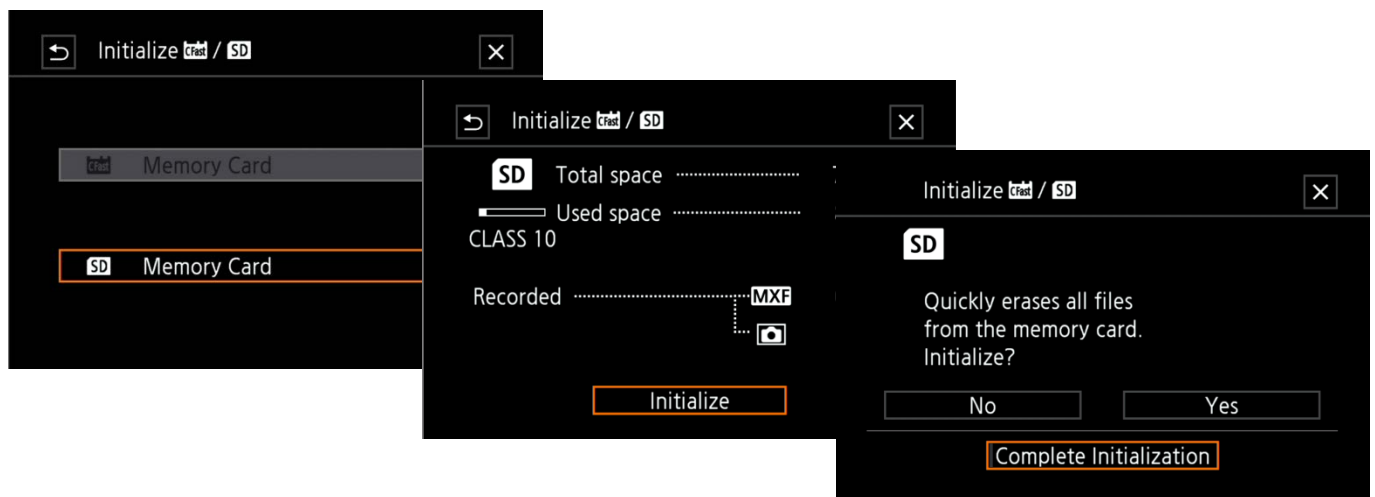 Initialize CFast / SD
CFast Memory Card
SD Memory Card
Initialize CFast / SD
SD Total space
Used space
CLASS 10
Recorded MXF
Initialize
Initialize CFast / SD
SD
Quickly erases all files
from the memory card.
Initialize?
No Yes
Complete Initialization